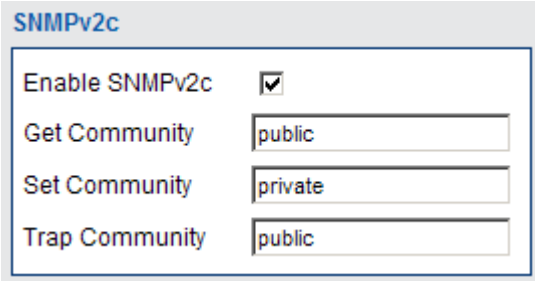 SNMPv2c
Enable SNMPv2c
Get Community public
Set Community private
Trap Community public